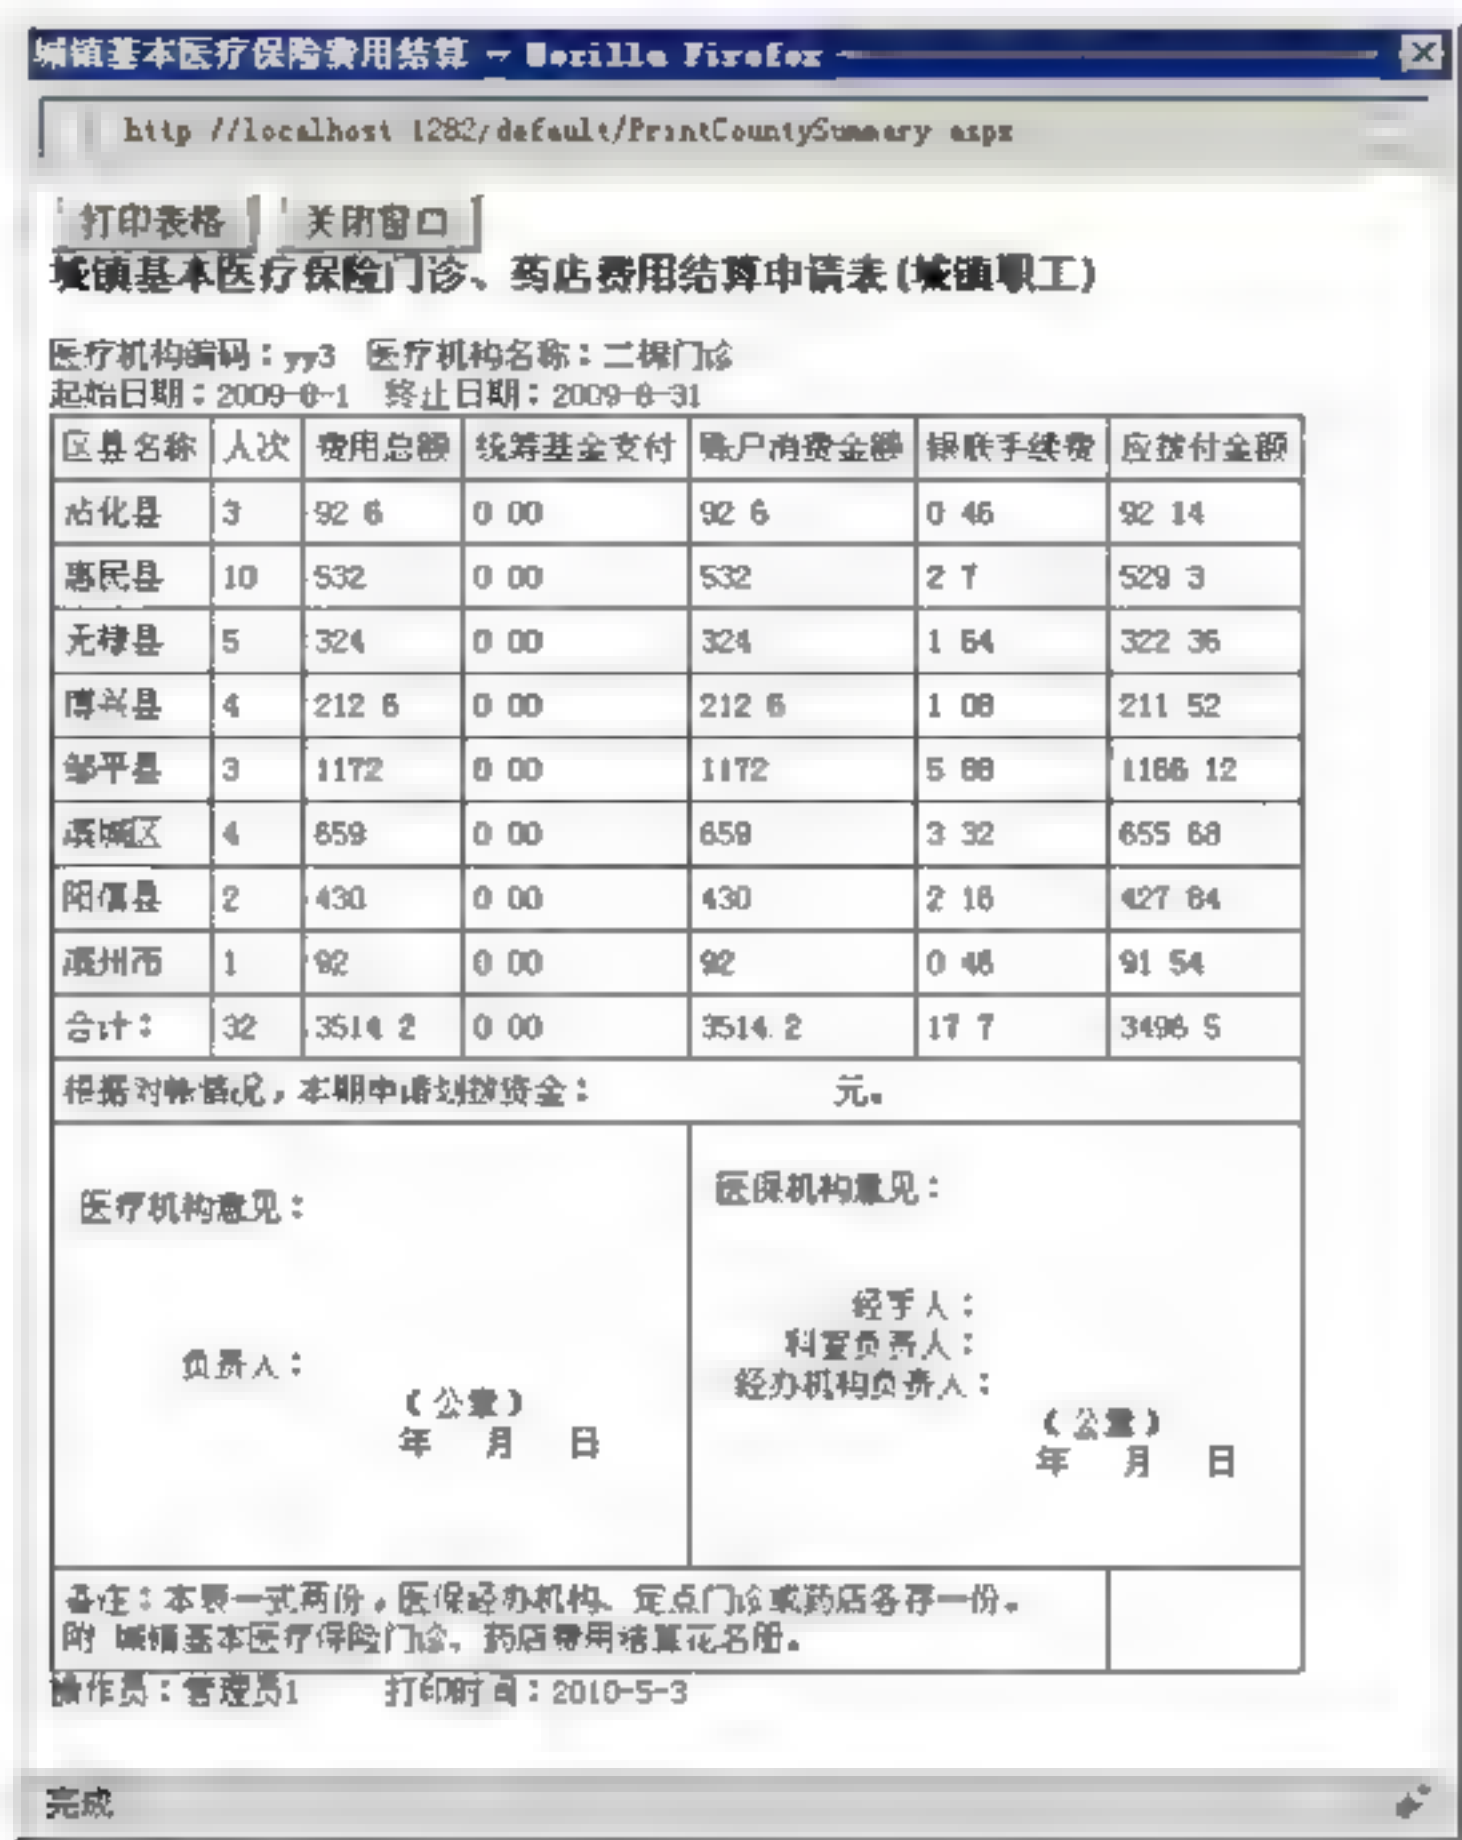 城镇基本医疗保险费用结算 - Mozilla Firefox
http://localhost:1282/default/PrintCountySummary.aspx
打印表格 关闭窗口
城镇基本医疗保险门诊、药店费用结算申请表(城镇职工)
医疗机构编码：yy3 医疗机构名称：二棉门诊
起始日期：2009-8-1 终止日期：2009-8-31
区县名称 人次 费用总额 统筹基金支付 账户消费金额 银联手续费 应拨付金额
沾化县 3 92.6 0.00 92.6 0.46 92.14
惠民县 10 532 0.00 532 2.7 529.3
无棣县 5 324 0.00 324 1.64 322.36
博兴县 4 212.6 0.00 212.6 1.08 211.52
邹平县 3 1172 0.00 1172 5.88 1166.12
滨城区 4 659 0.00 659 3.32 655.68
阳信县 2 430 0.00 430 2.16 427.84
滨州市 1 92 0.00 92 0.46 91.54
合计： 32 3514.2 0.00 3514.2 17.7 3496.5
根据对帐情况，本期申请划拨资金： 元。
医疗机构意见：
负责人：
（公章）
年 月 日
医保机构意见：
经手人：
科室负责人：
经办机构负责人：
（公章）
年 月 日
备注：本表一式两份，医保经办机构、定点门诊或药店各存一份。
附 城镇基本医疗保险门诊、药店费用结算花名册。
操作员：管理员1 打印时间：2010-5-3
完成